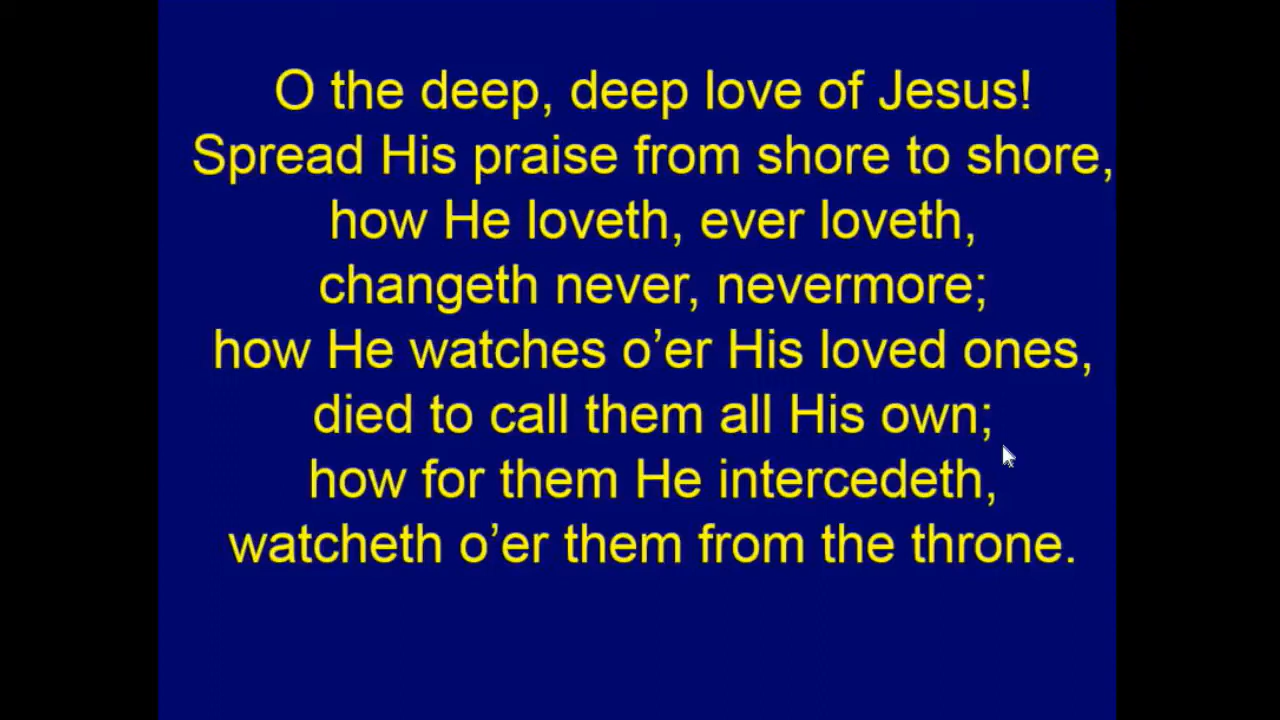 O the deep, deep love of Jesus!
Spread His praise from shore to shore,
how He loveth, ever loveth,
changeth never, nevermore;
how He watches o’er His loved ones,
died to call them all His own;
how for them He intercedeth,
watcheth o’er them from the throne.